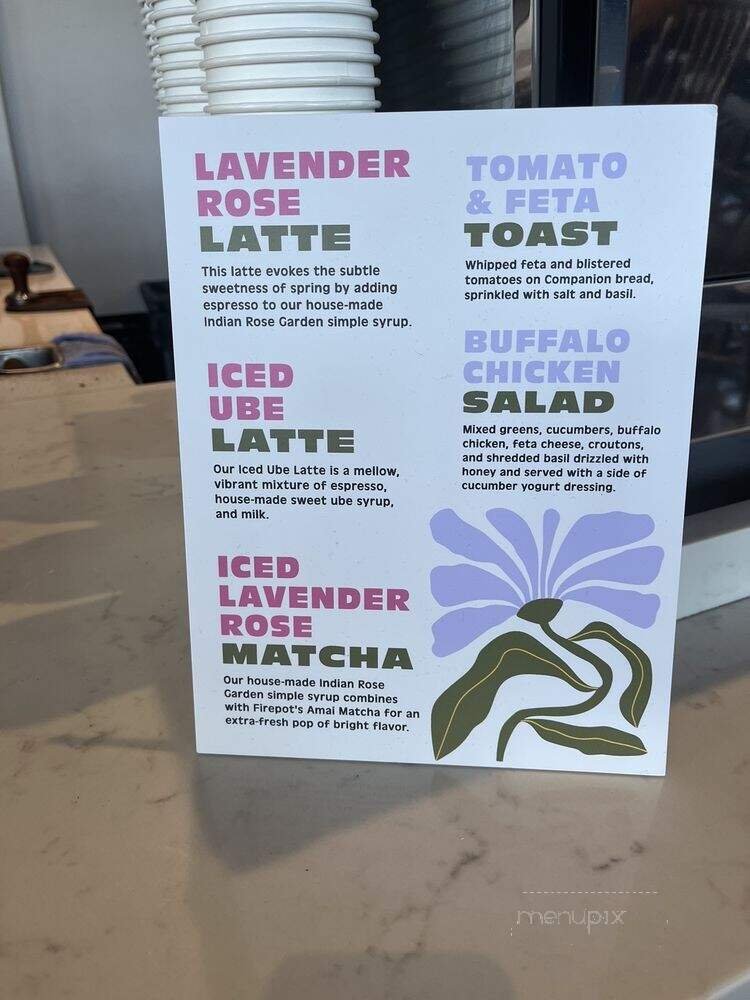 LAVENDER
ROSE
LATTE
This latte evokes the subtle
sweetness of spring by adding
espresso to our house-made
Indian Rose Garden simple syrup.
ICED
UBE
LATTE
Our Iced Ube Latte is a mellow,
vibrant mixture of espresso,
house-made sweet ube syrup,
and milk.
ICED
LAVENDER
ROSE
MATCHA
Our house-made Indian Rose
Garden simple syrup combines
with Firepot's Amai Matcha for an
extra-fresh pop of bright flavor.
TOMATO
& FETA
TOAST
Whipped feta and blistered
tomatoes on Companion bread,
sprinkled with salt and basil.
BUFFALO
CHICKEN
SALAD
Mixed greens, cucumbers, buffalo
chicken, feta cheese, croutons,
and shredded basil drizzled with
honey and served with a side of
cucumber yogurt dressing.
menupix